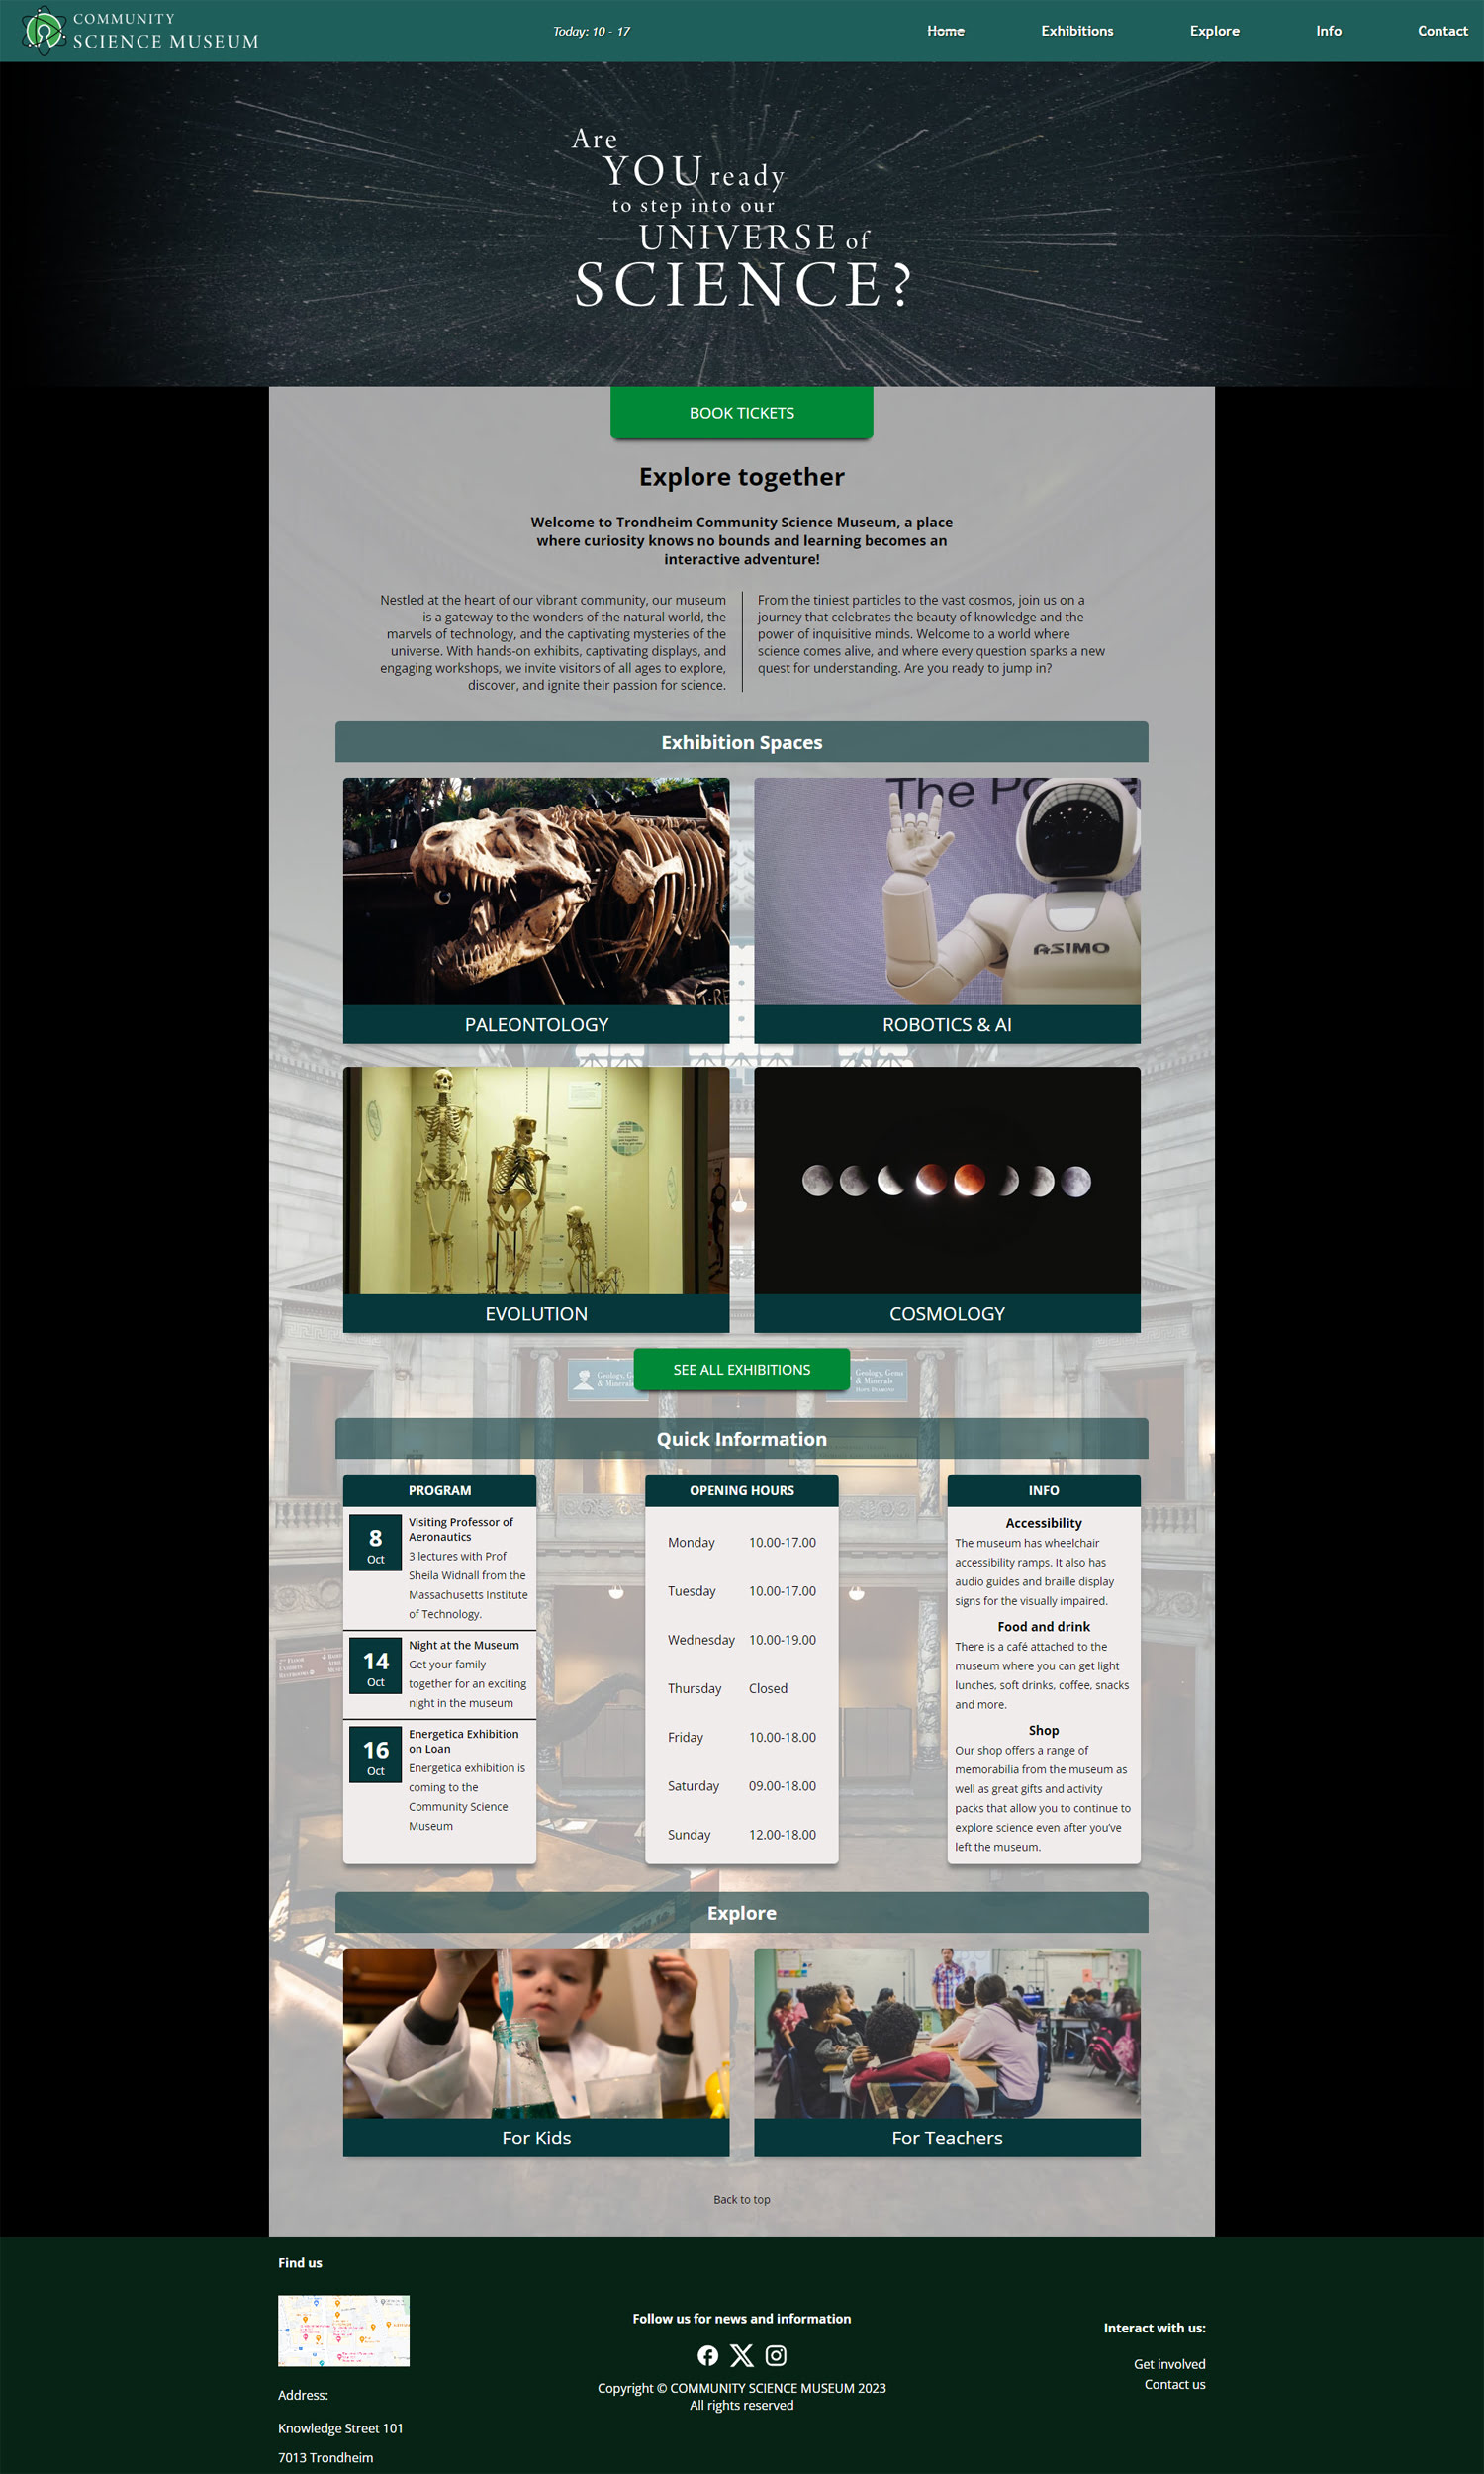 COMMUNITY
SCIENCE MUSEUM
Today: 10 - 17
Home
Exhibitions
Explore
Info
Contact
Are
YOU ready
to step into our
UNIVERSE of
SCIENCE?
BOOK TICKETS
Explore together
Welcome to Trondheim Community Science Museum, a place
where curiosity knows no bounds and learning becomes an
interactive adventure!
Nestled at the heart of our vibrant community, our museum
is a gateway to the wonders of the natural world, the
marvels of technology, and the captivating mysteries of the
universe. With hands-on exhibits, captivating displays, and
engaging workshops, we invite visitors of all ages to explore,
discover, and ignite their passion for science.
From the tiniest particles to the vast cosmos, join us on a
journey that celebrates the beauty of knowledge and the
power of inquisitive minds. Welcome to a world where
science comes alive, and where every question sparks a new
quest for understanding. Are you ready to jump in?
Exhibition Spaces
T-RE
PALEONTOLOGY
The Po
ASIMO
ROBOTICS & AI
EVOLUTION
COSMOLOGY
SEE ALL EXHIBITIONS
Geology, Gems
& Minerals
Quick Information
PROGRAM
8
Oct
Visiting Professor of
Aeronautics
3 lectures with Prof
Sheila Widnall from the
Massachusetts Institute
of Technology.
14
Oct
Night at the Museum
Get your family
together for an exciting
night in the museum
16
Oct
Energetica Exhibition
on Loan
Energetica exhibition is
coming to the
Community Science
Museum
OPENING HOURS
Monday 10.00-17.00
Tuesday 10.00-17.00
Wednesday 10.00-19.00
Thursday Closed
Friday 10.00-18.00
Saturday 09.00-18.00
Sunday 12.00-18.00
INFO
Accessibility
The museum has wheelchair
accessibility ramps. It also has
audio guides and braille display
signs for the visually impaired.
Food and drink
There is a café attached to the
museum where you can get light
lunches, soft drinks, coffee, snacks
and more.
Shop
Our shop offers a range of
memorabilia from the museum as
well as great gifts and activity
packs that allow you to continue to
explore science even after you've
left the museum.
Explore
For Kids
For Teachers
Back to top
Find us
Address:
Knowledge Street 101
7013 Trondheim
Follow us for news and information
Copyright © COMMUNITY SCIENCE MUSEUM 2023
All rights reserved
Interact with us:
Get involved
Contact us